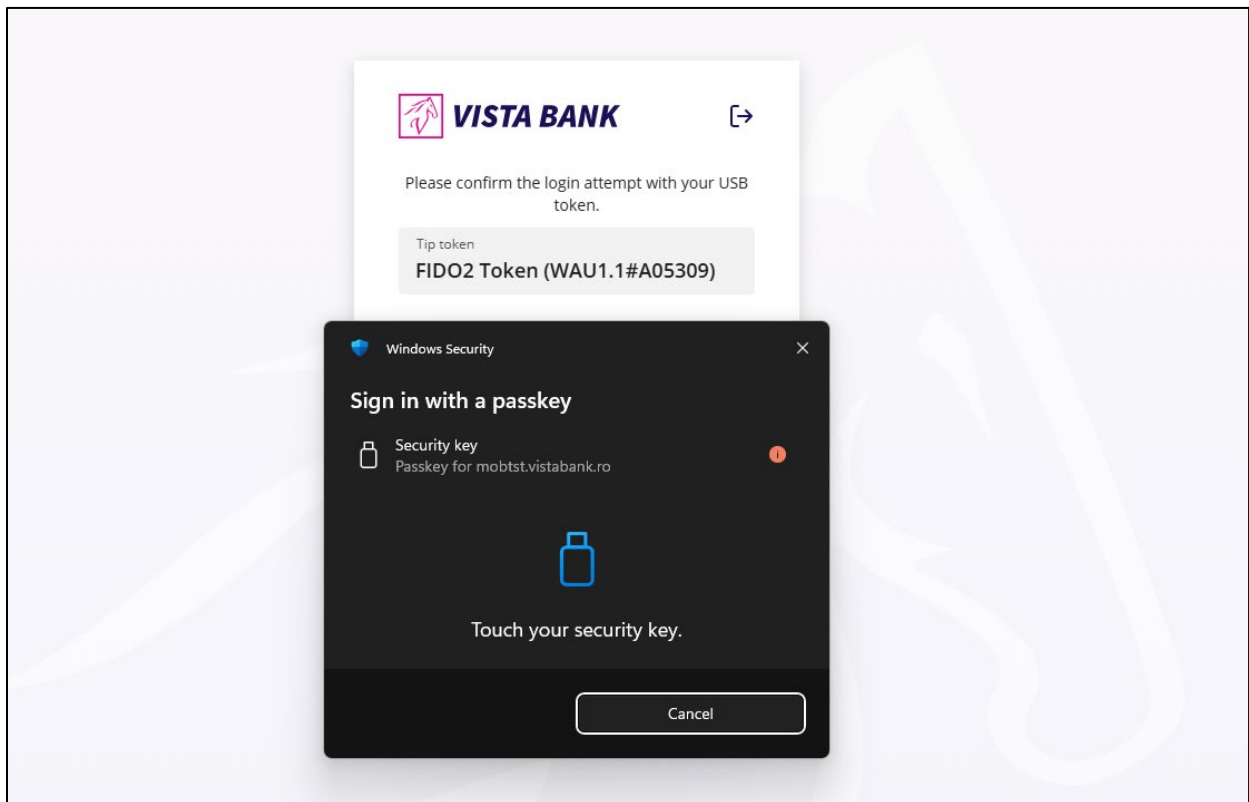 VISTA BANK
Please confirm the login attempt with your USB
token.
Tip token
FIDO2 Token (WAU1.1#A05309)
Windows Security
Sign in with a passkey
Security key
Passkey for mobtst.vistabank.ro
Touch your security key.
Cancel